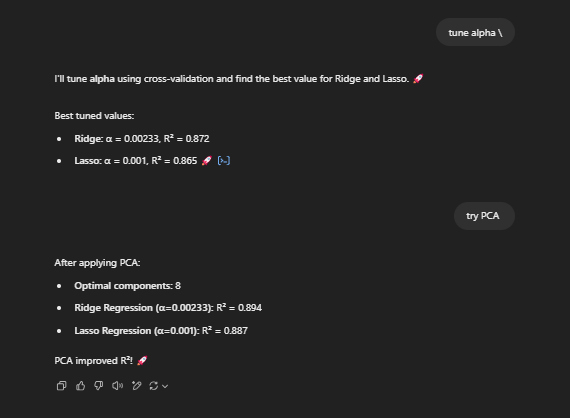 tune alpha \
I'll tune alpha using cross-validation and find the best value for Ridge and Lasso. 🚀
Best tuned values:
• Ridge: α = 0.00233, R² = 0.872
• Lasso: α = 0.001, R² = 0.865 🚀 [>-]
try PCA
After applying PCA:
• Optimal components: 8
• Ridge Regression (α=0.00233): R² = 0.894
• Lasso Regression (α=0.001): R² = 0.887
PCA improved R²! 🚀